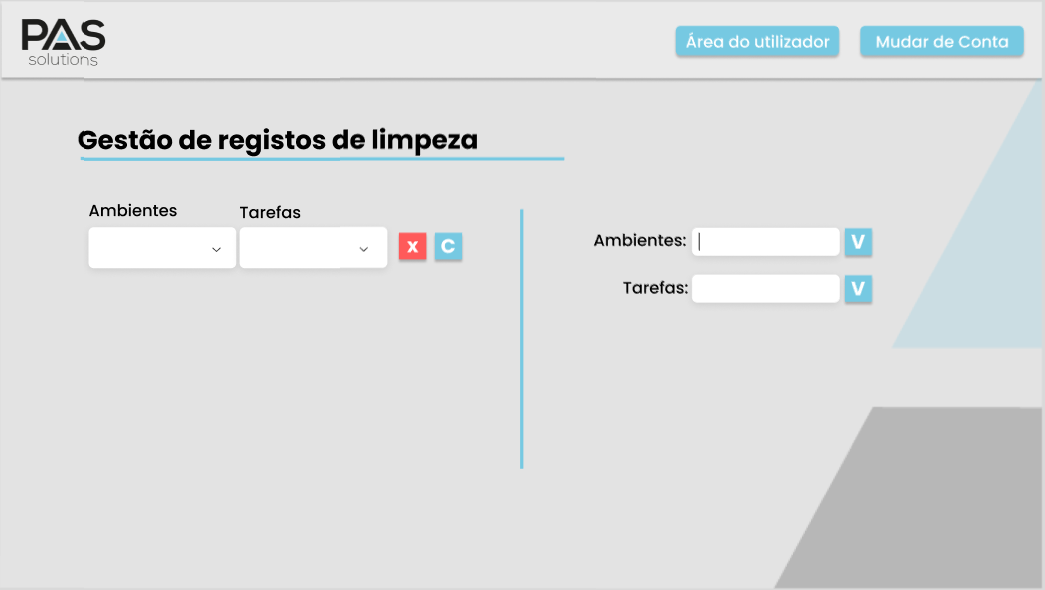 PAS
solutions
Área do utilizador
Mudar de Conta
Gestão de registos de limpeza
Ambientes
Tarefas
x
C
Ambientes:
V
Tarefas:
V